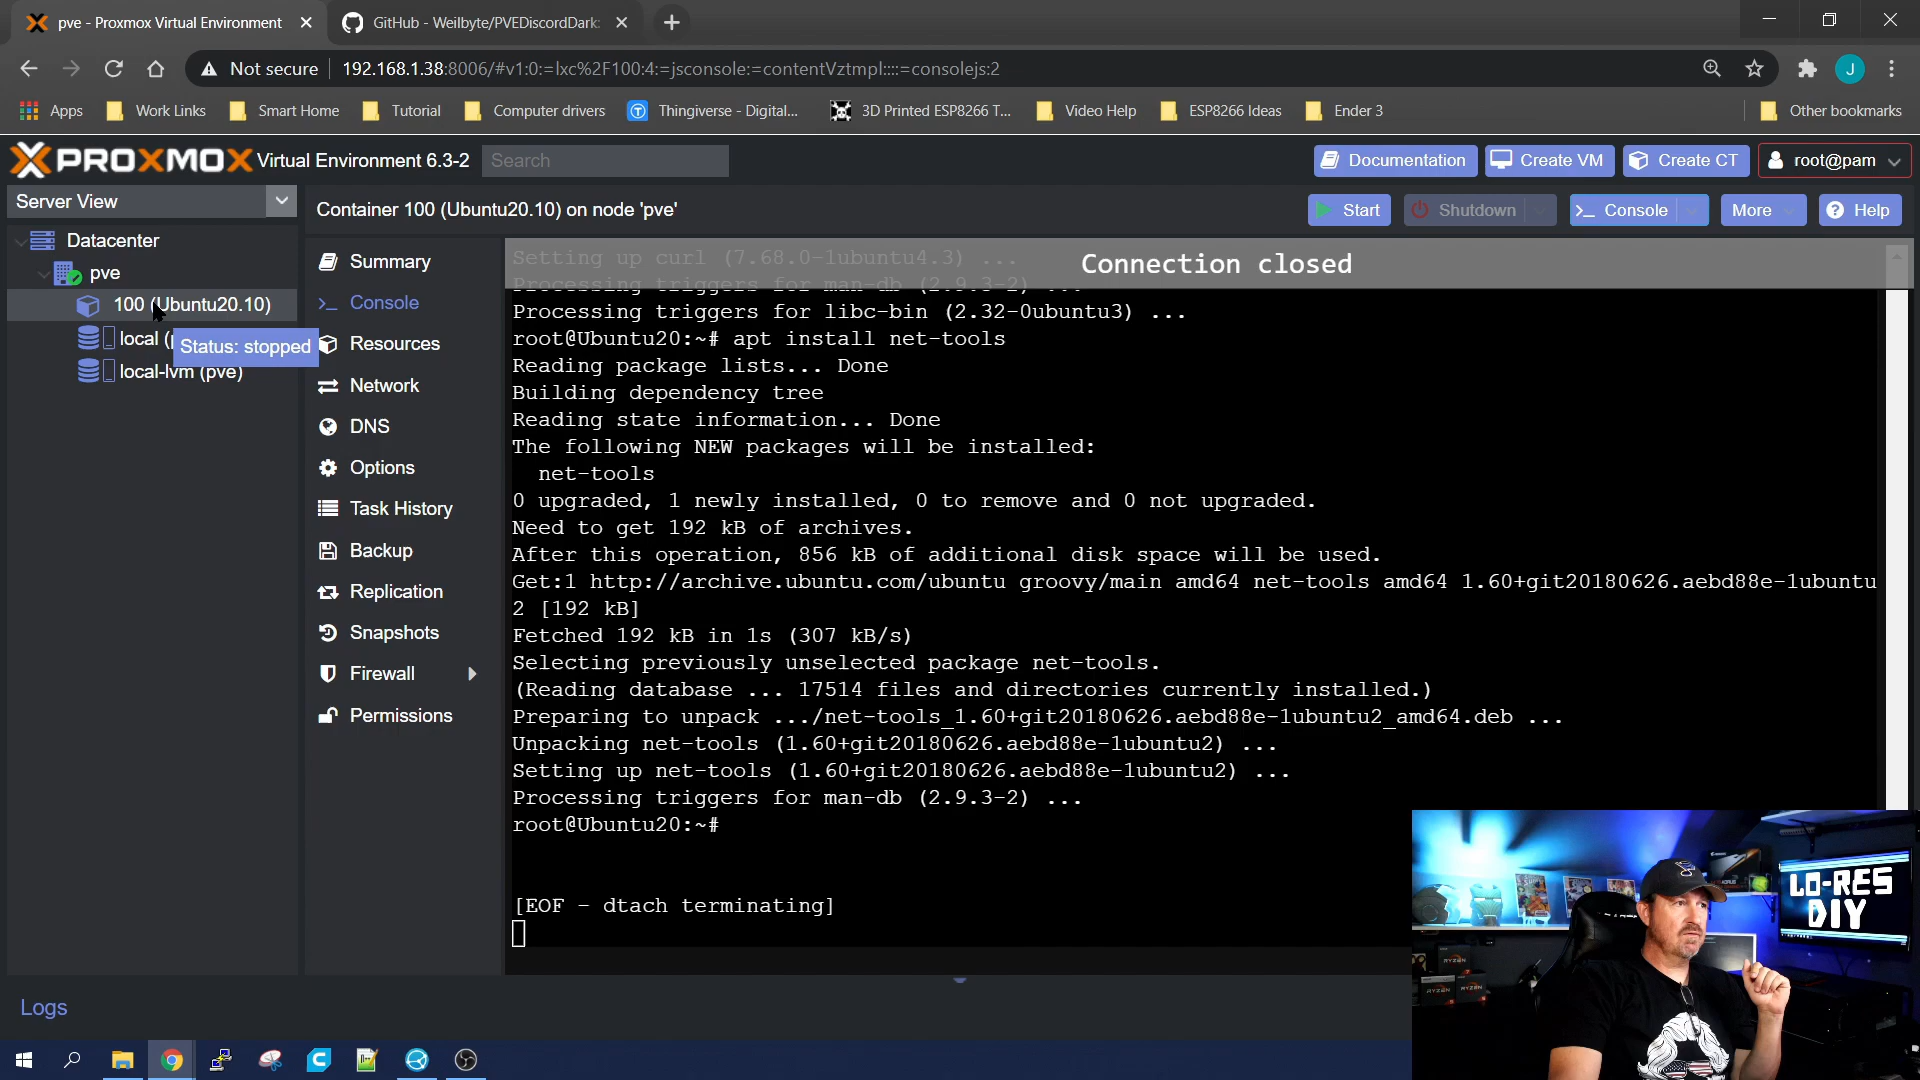 pve - Proxmox Virtual Environment
GitHub - Weilbyte/PVEDiscordDark:
Not secure
192.168.1.38:8006/#v1:0:=lxc%2F100:4:=jsconsole:=contentVztmpl::::=consolejs:2
J
Apps
Work Links
Smart Home
Tutorial
Computer drivers
Thingiverse - Digital...
3D Printed ESP8266 T...
Video Help
ESP8266 Ideas
Ender 3
Other bookmarks
PROXMOX Virtual Environment 6.3-2
Search
Documentation
Create VM
Create CT
root@pam
Server View
Container 100 (Ubuntu20.10) on node 'pve'
Start
Shutdown
Console
More
Help
Datacenter
pve
100 (Ubuntu20.10)
local (
Status: stopped
local-lvm (pve)
Summary
Console
Resources
Network
DNS
Options
Task History
Backup
Replication
Snapshots
Firewall
Permissions
Connection closed
Setting up curl (7.68.0-1ubuntu4.3) ...
Processing triggers for man-db (2.9.3-2) ...
Processing triggers for libc-bin (2.32-0ubuntu3) ...
root@Ubuntu20:~# apt install net-tools
Reading package lists... Done
Building dependency tree
Reading state information... Done
The following NEW packages will be installed:
net-tools
0 upgraded, 1 newly installed, 0 to remove and 0 not upgraded.
Need to get 192 kB of archives.
After this operation, 856 kB of additional disk space will be used.
Get:1 http://archive.ubuntu.com/ubuntu groovy/main amd64 net-tools amd64 1.60+git20180626.aebd88e-1ubuntu
2 [192 kB]
Fetched 192 kB in 1s (307 kB/s)
Selecting previously unselected package net-tools.
(Reading database ... 17514 files and directories currently installed.)
Preparing to unpack .../net-tools_1.60+git20180626.aebd88e-1ubuntu2_amd64.deb ...
Unpacking net-tools (1.60+git20180626.aebd88e-1ubuntu2) ...
Setting up net-tools (1.60+git20180626.aebd88e-1ubuntu2) ...
Processing triggers for man-db (2.9.3-2) ...
root@Ubuntu20:~#
[EOF - dtach terminating]
Logs
LO-RES
DIY
RYZEN
RYZEN
RYZEN